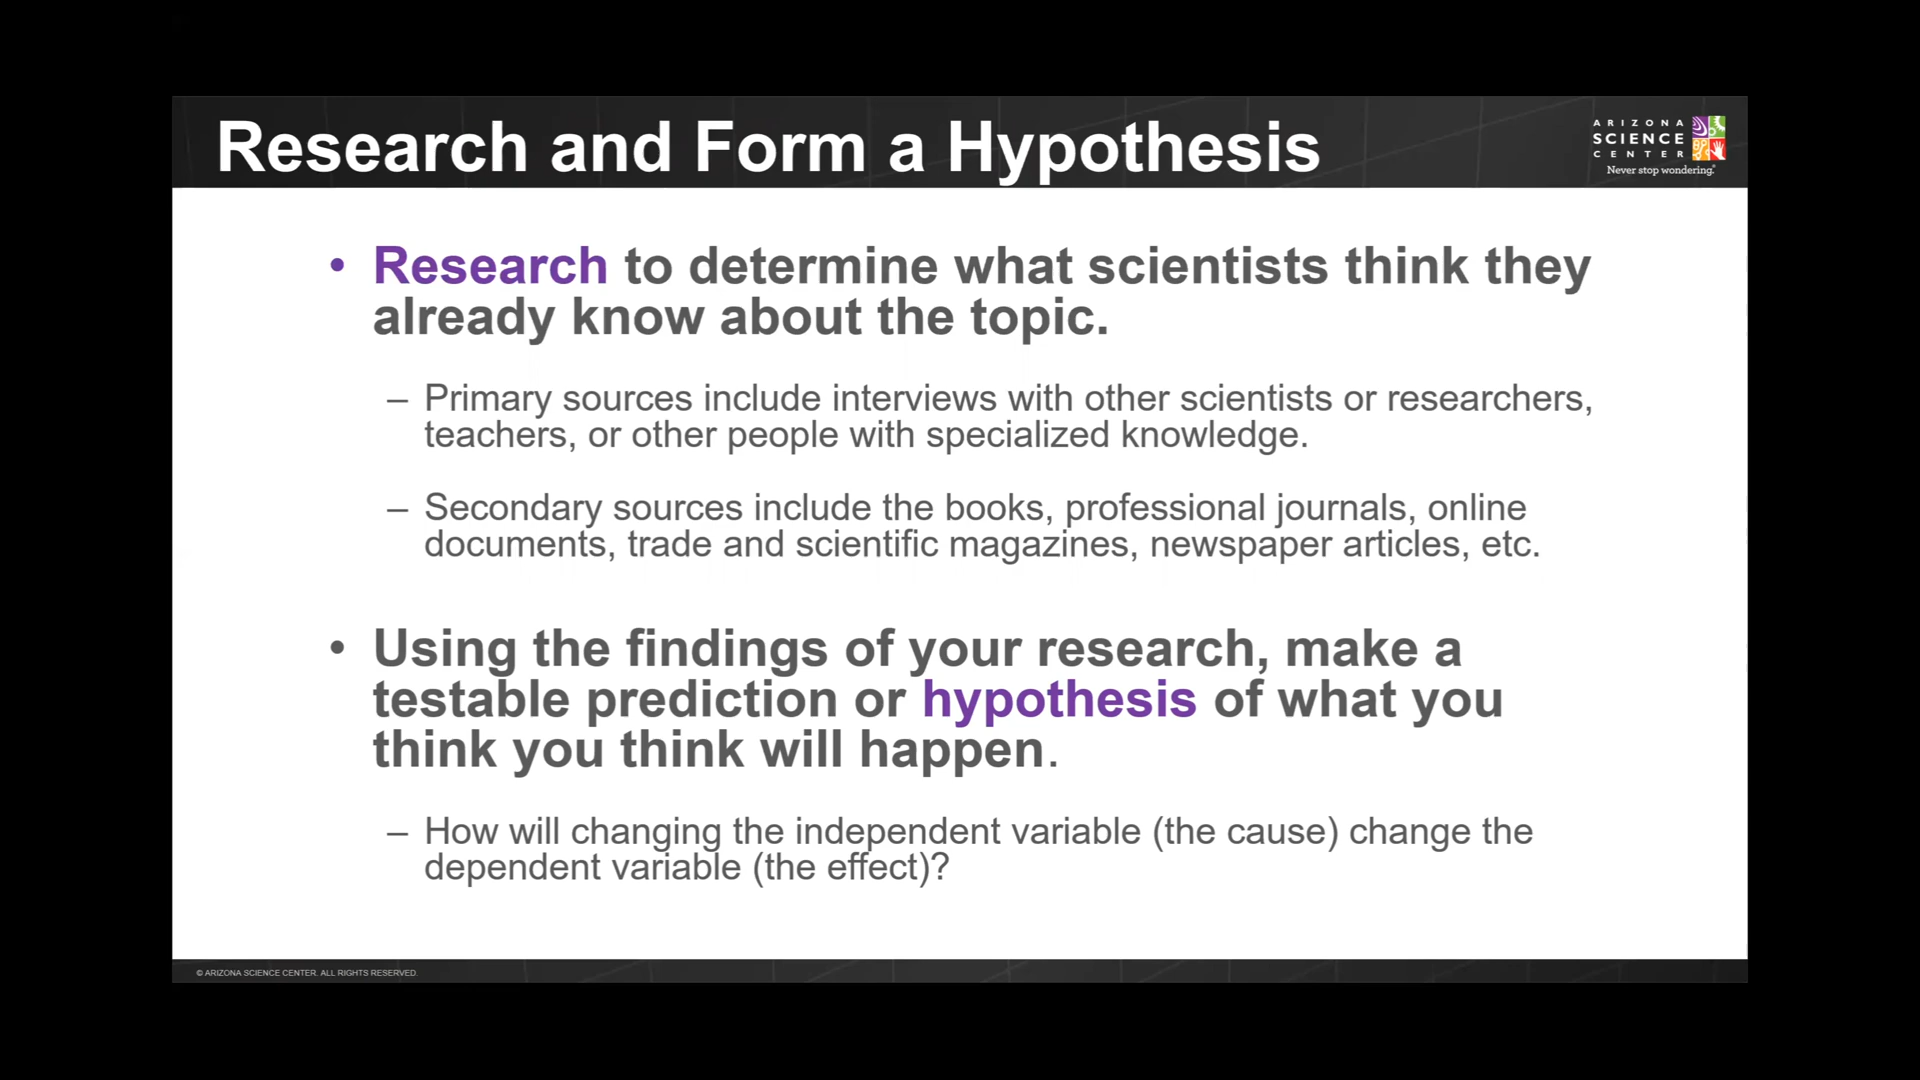 Research and Form a Hypothesis
ARIZONA
SCIENCE
CENTER
Never stop wondering.®
• Research to determine what scientists think they
already know about the topic.
– Primary sources include interviews with other scientists or researchers,
teachers, or other people with specialized knowledge.
– Secondary sources include the books, professional journals, online
documents, trade and scientific magazines, newspaper articles, etc.
• Using the findings of your research, make a
testable prediction or hypothesis of what you
think you think will happen.
– How will changing the independent variable (the cause) change the
dependent variable (the effect)?
© ARIZONA SCIENCE CENTER. ALL RIGHTS RESERVED.